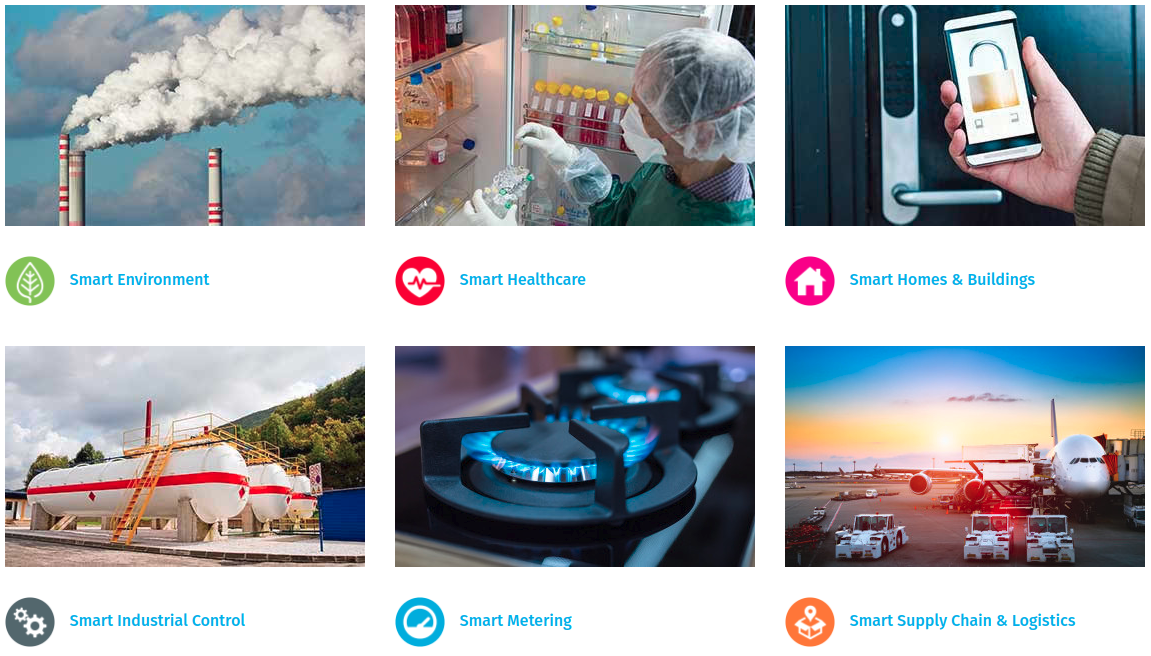 Smart Environment
Smart Healthcare
Smart Homes & Buildings
Smart Industrial Control
Smart Metering
Smart Supply Chain & Logistics